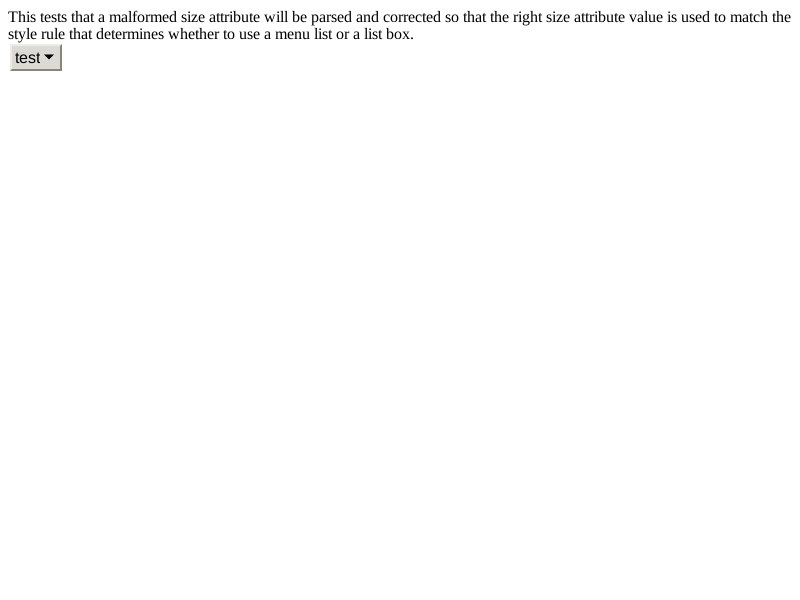 This tests that a malformed size attribute will be parsed and corrected so that the right size attribute value is used to match the
style rule that determines whether to use a menu list or a list box.
test